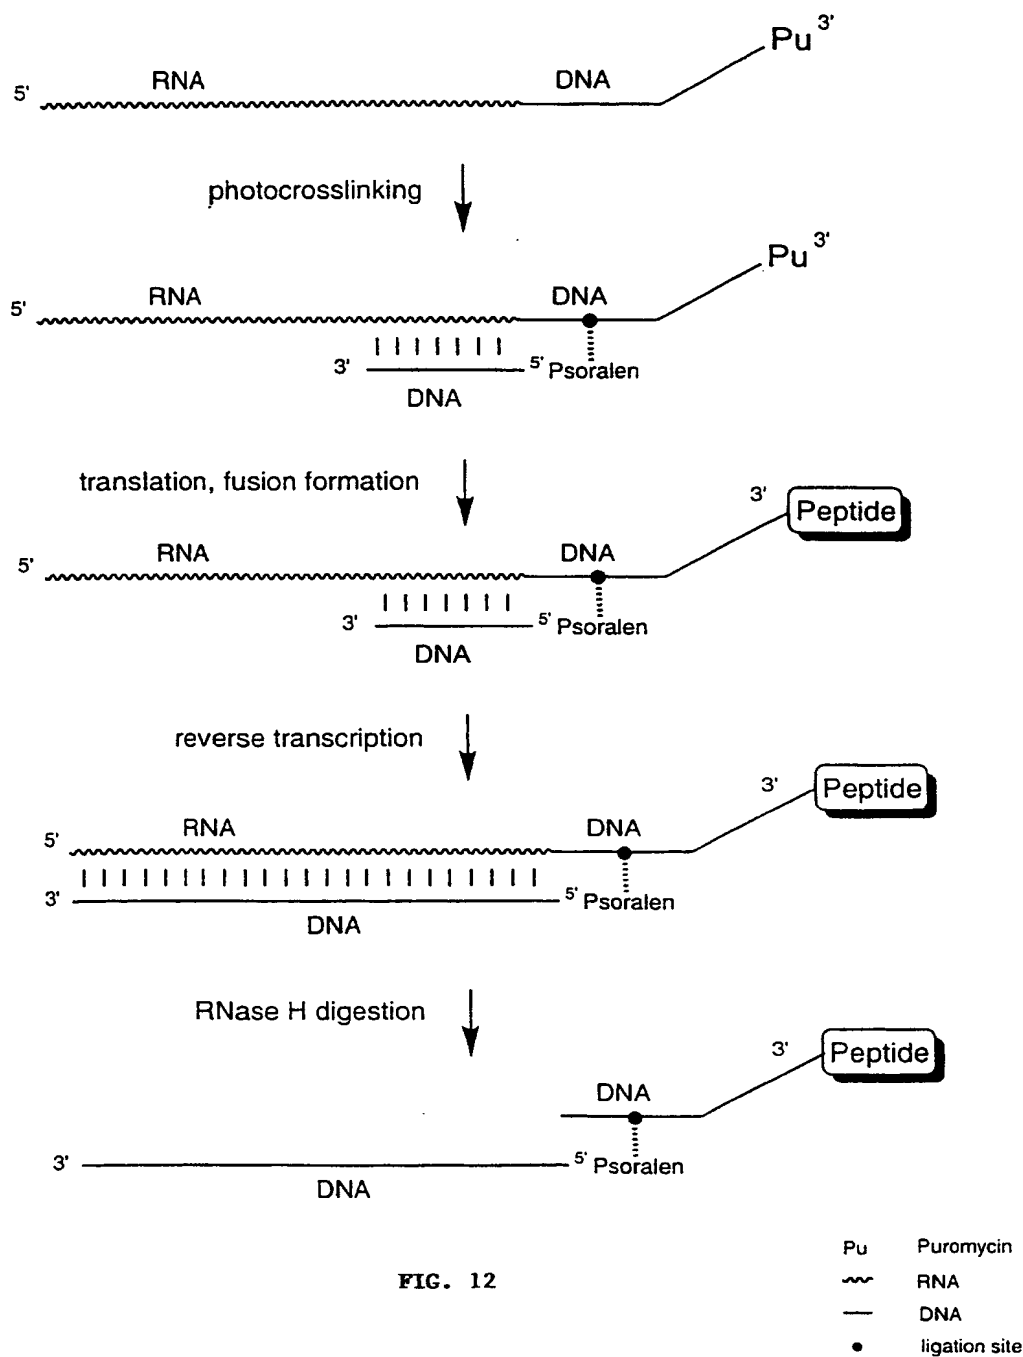 Pu 3'
RNA
DNA
5'
photocrosslinking
Pu 3'
RNA
DNA
5'
3'
5' Psoralen
DNA
translation, fusion formation
3'
Peptide
RNA
DNA
5'
3'
5' Psoralen
DNA
reverse transcription
3'
Peptide
RNA
DNA
5'
3'
5' Psoralen
DNA
RNase H digestion
3'
Peptide
DNA
3'
5' Psoralen
DNA
Pu Puromycin
RNA
DNA
ligation site
FIG. 12